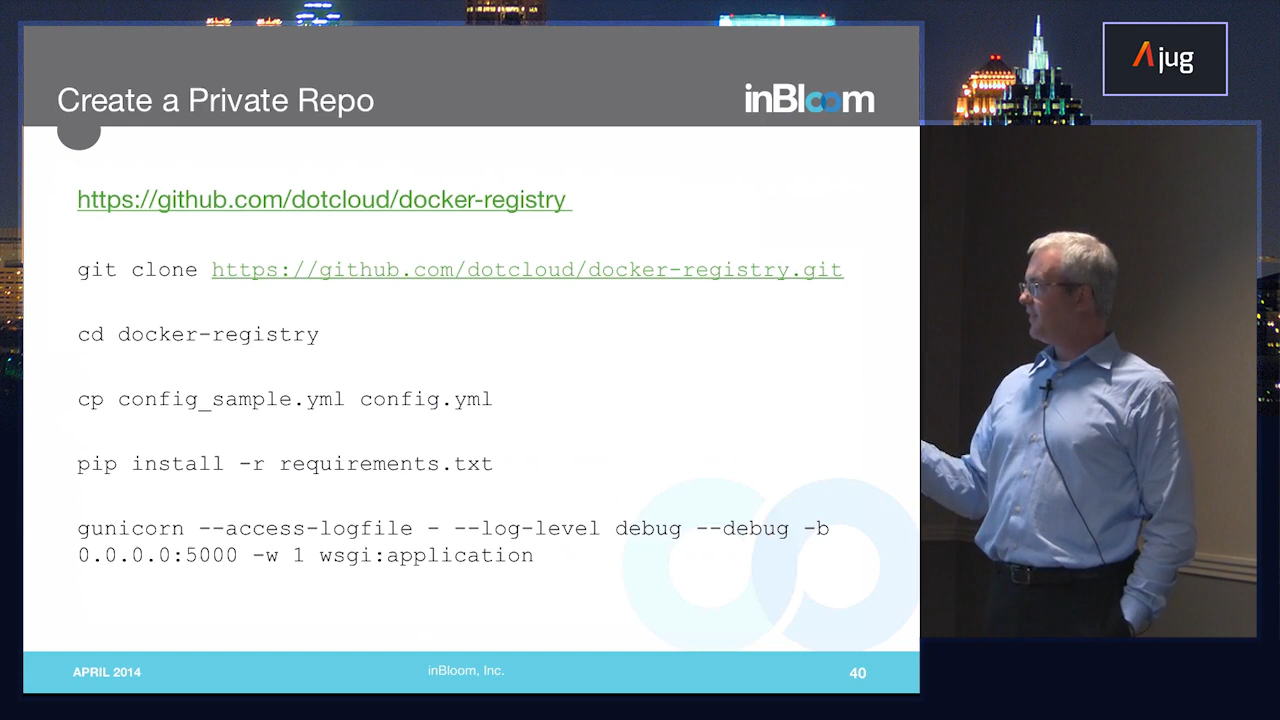 Create a Private Repo
inBloom
Ajug
https://github.com/dotcloud/docker-registry
git clone https://github.com/dotcloud/docker-registry.git
cd docker-registry
cp config_sample.yml config.yml
pip install -r requirements.txt
gunicorn --access-logfile - --log-level debug --debug -b
0.0.0.0:5000 -w 1 wsgi:application
APRIL 2014
inBloom, Inc.
40